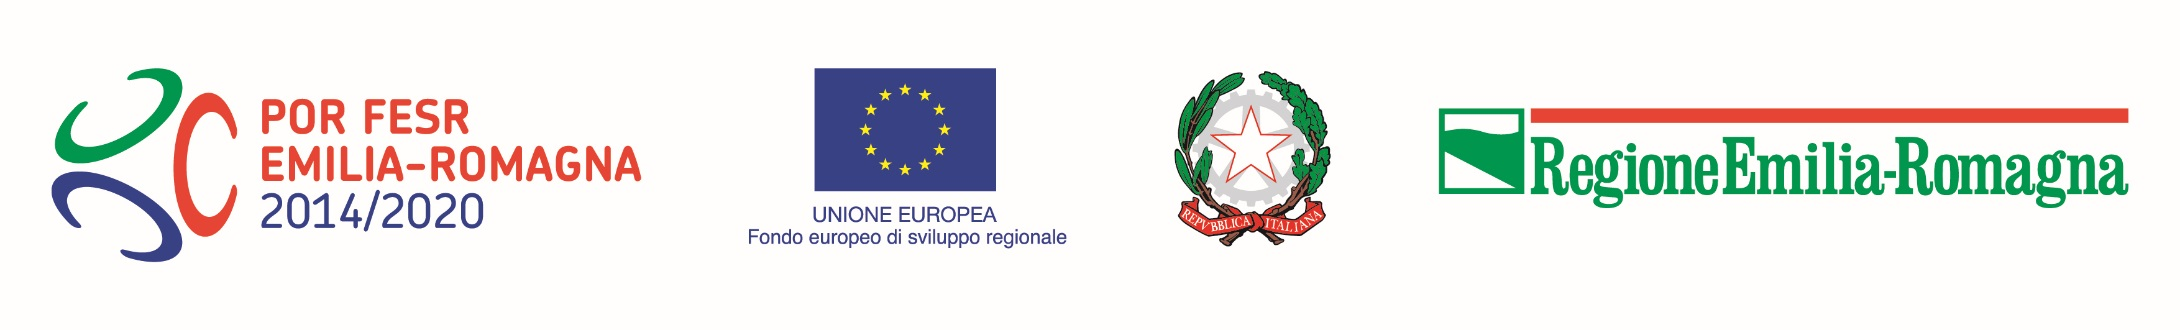 POR FESR
EMILIA-ROMAGNA
2014/2020
UNIONE EUROPEA
Fondo europeo di sviluppo regionale
REPVBBLICA ITALIANA
RegioneEmilia-Romagna